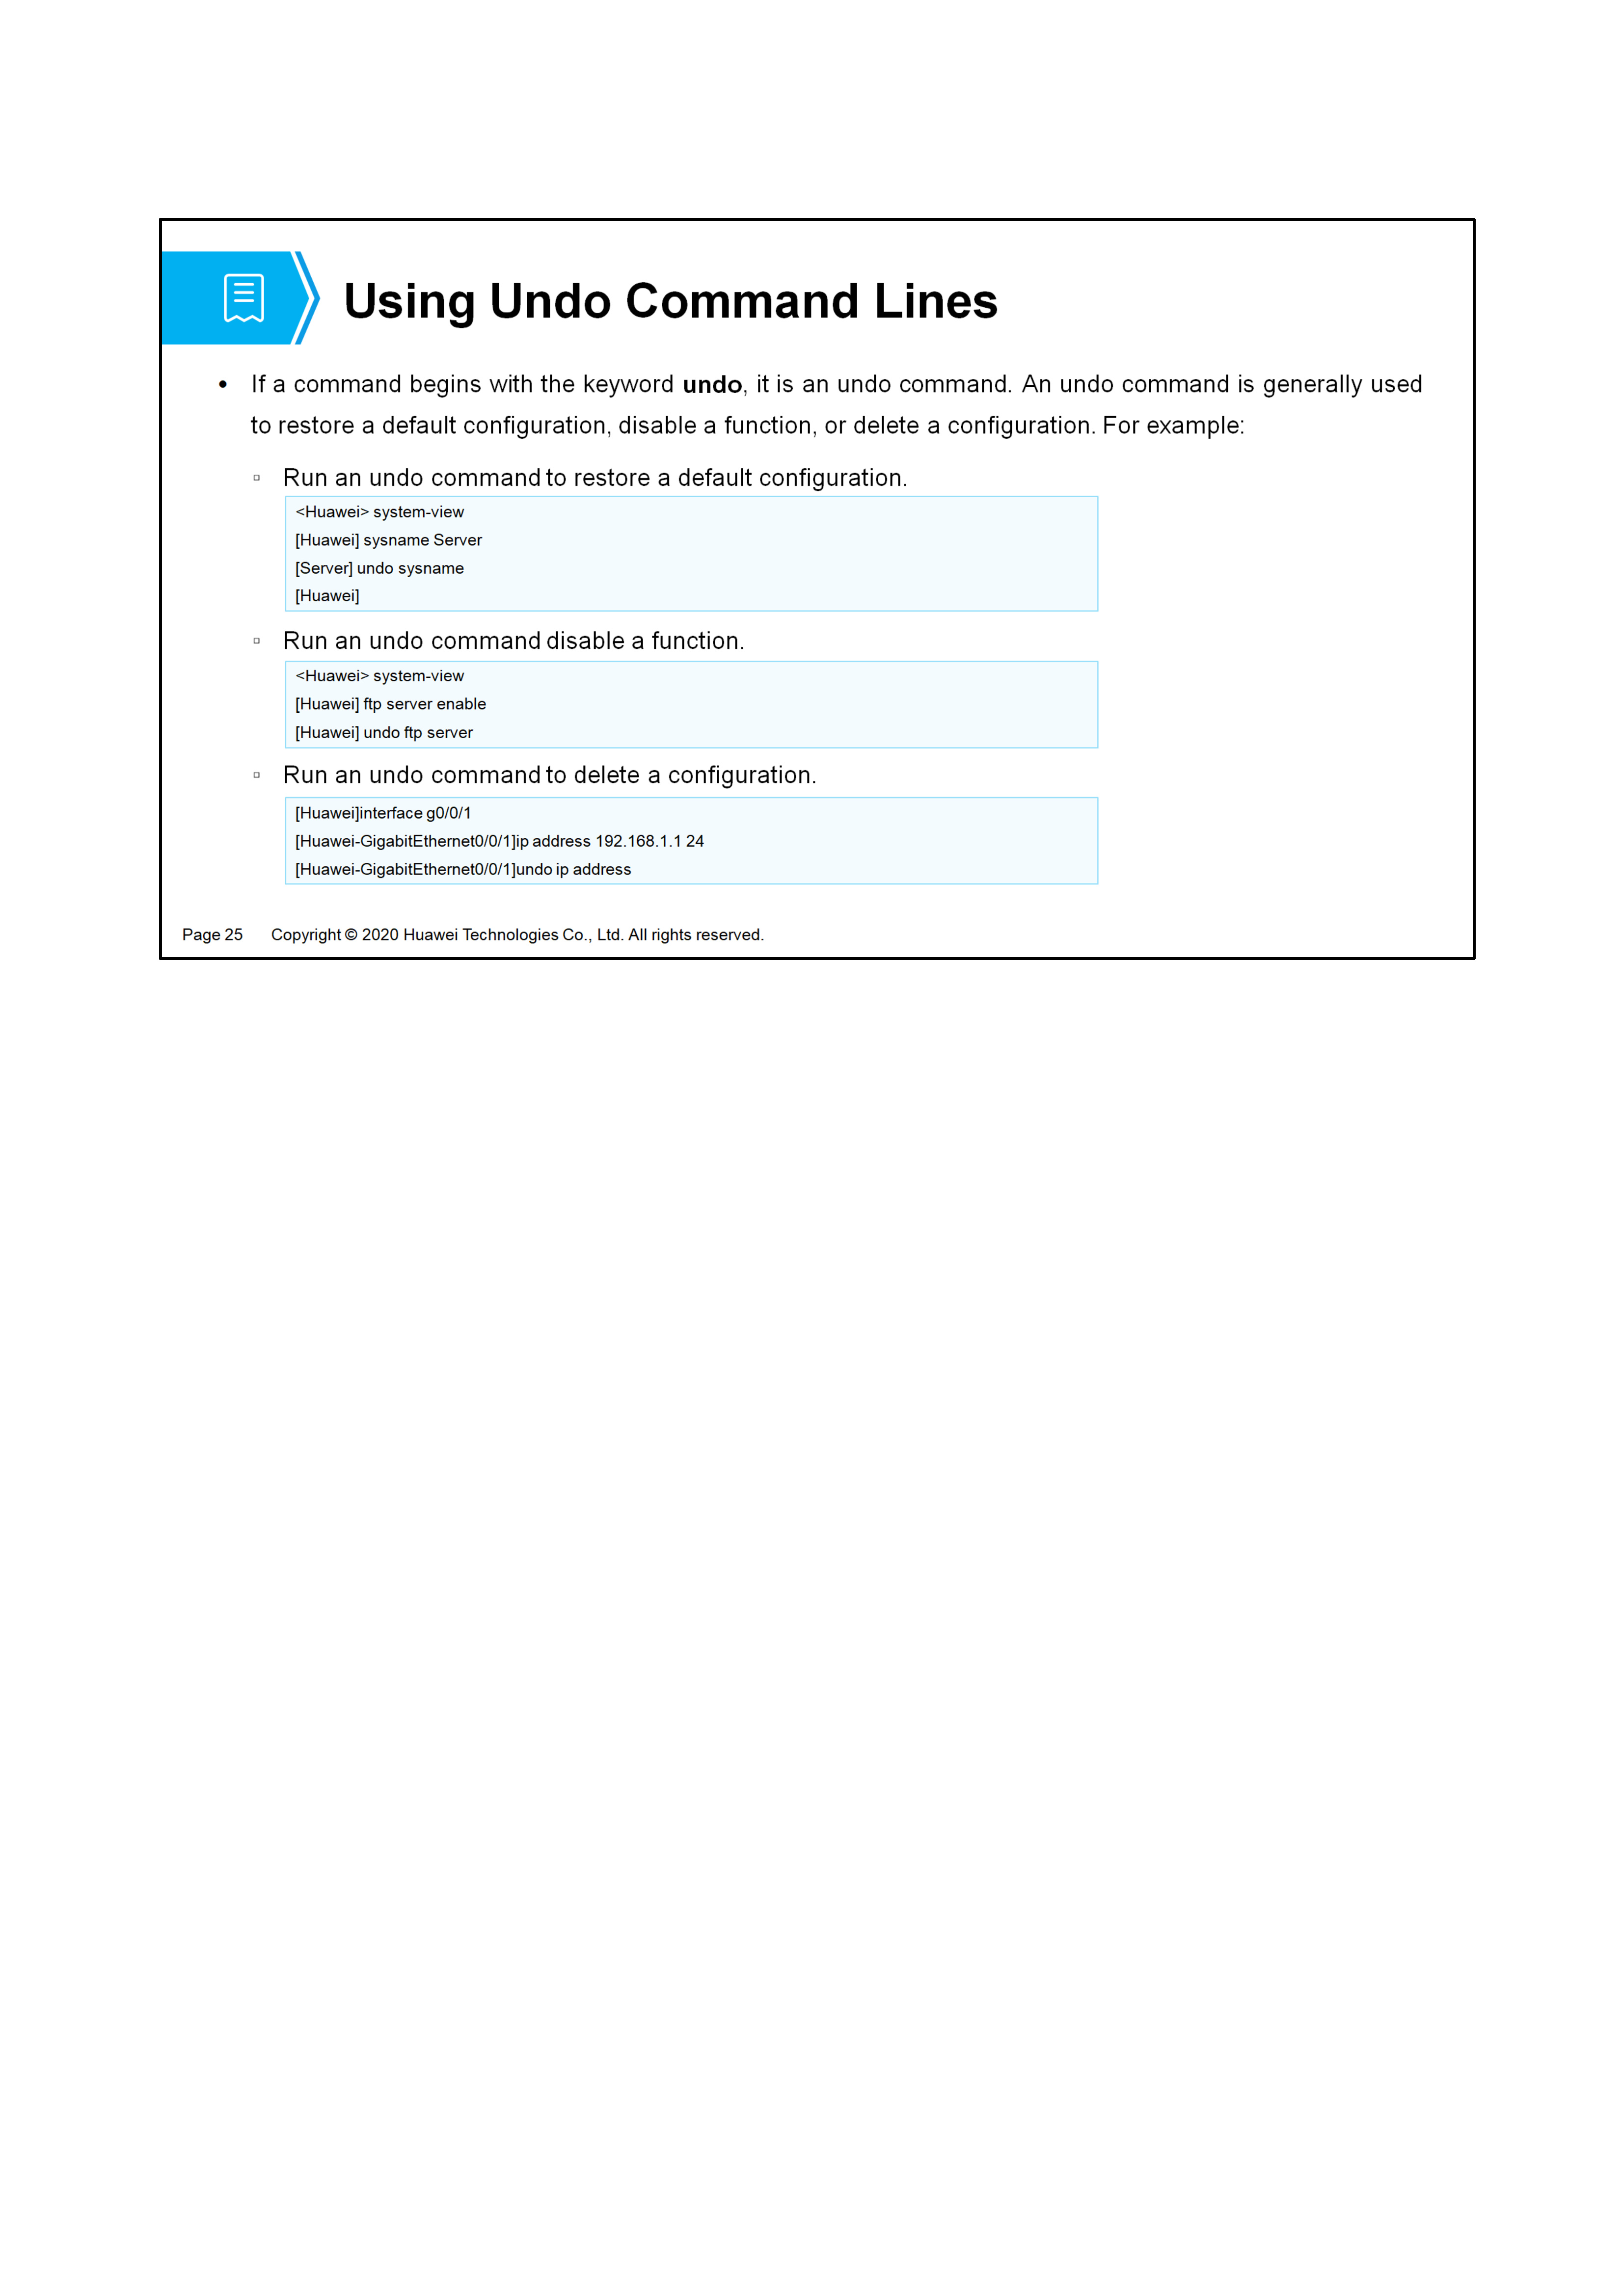 Using Undo Command Lines
• If a command begins with the keyword undo, it is an undo command. An undo command is generally used
to restore a default configuration, disable a function, or delete a configuration. For example:
▫ Run an undo command to restore a default configuration.
<Huawei> system-view
[Huawei] sysname Server
[Server] undo sysname
[Huawei]
▫ Run an undo command disable a function.
<Huawei> system-view
[Huawei] ftp server enable
[Huawei] undo ftp server
▫ Run an undo command to delete a configuration.
[Huawei]interface g0/0/1
[Huawei-GigabitEthernet0/0/1]ip address 192.168.1.1 24
[Huawei-GigabitEthernet0/0/1]undo ip address
Page 25 Copyright © 2020 Huawei Technologies Co., Ltd. All rights reserved.